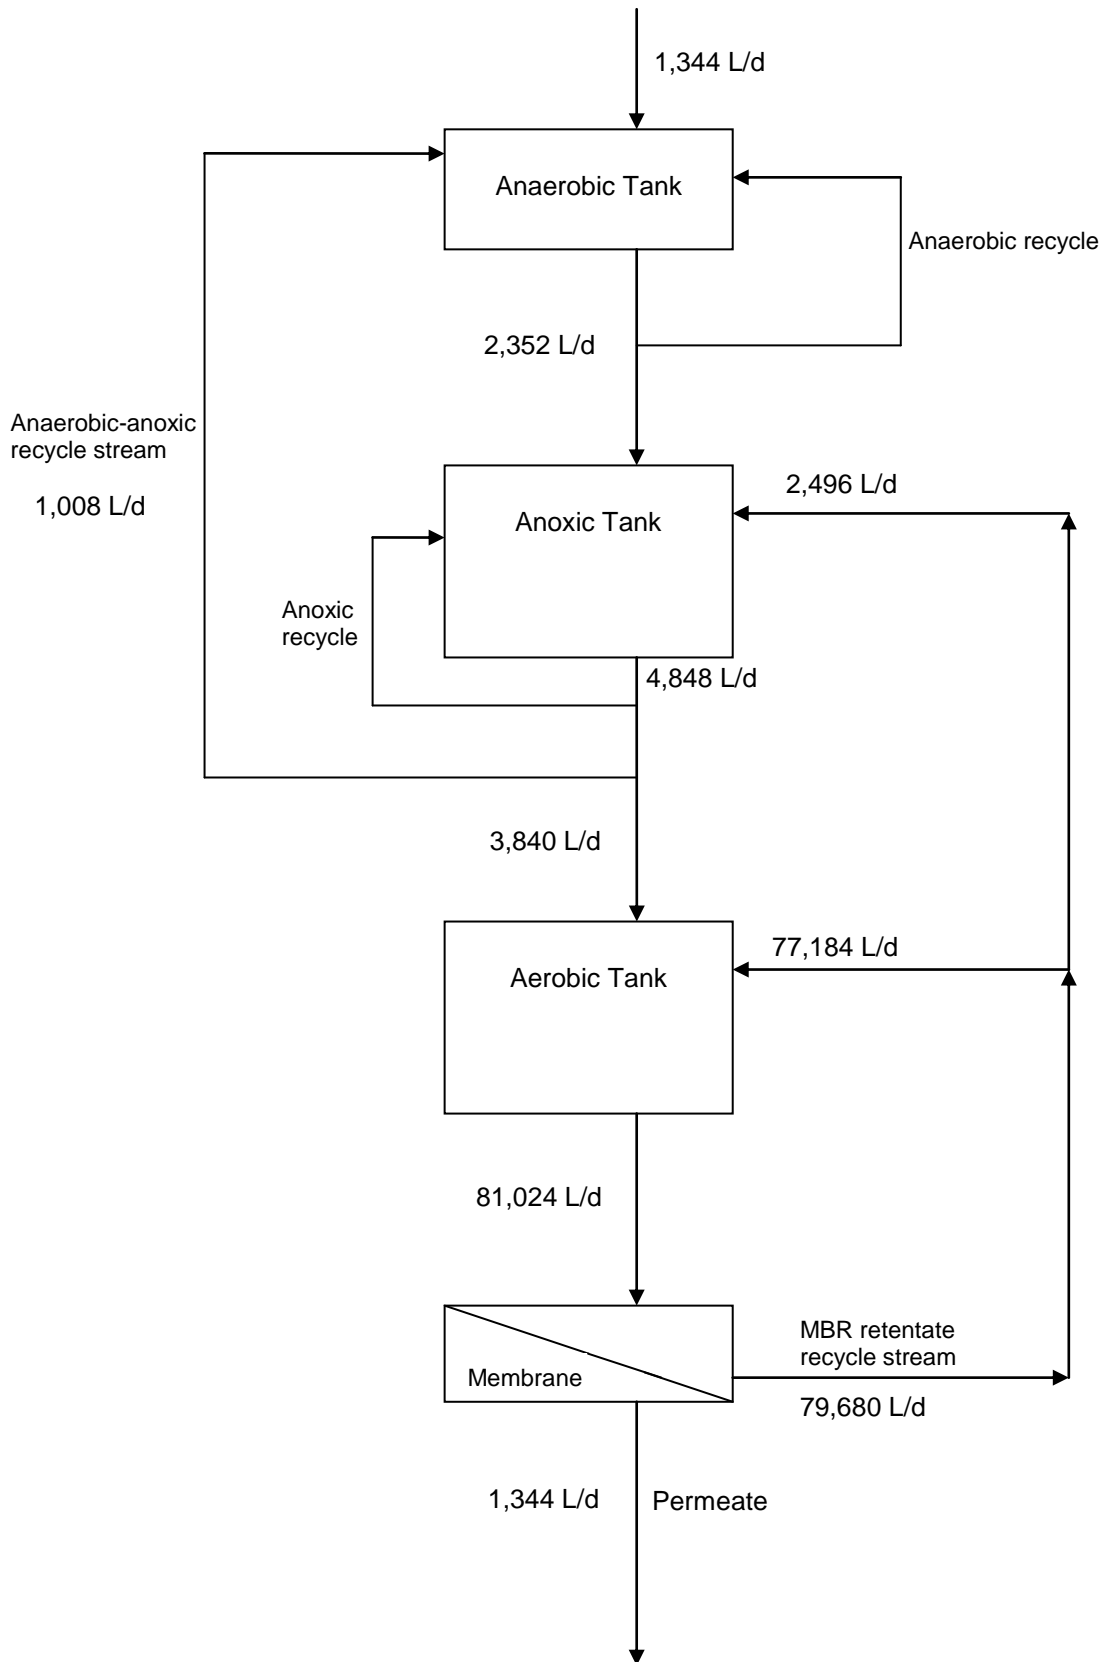 1,344 L/d
Anaerobic Tank
Anaerobic recycle
2,352 L/d
Anaerobic-anoxic
recycle stream
1,008 L/d
2,496 L/d
Anoxic Tank
Anoxic
recycle
4,848 L/d
3,840 L/d
77,184 L/d
Aerobic Tank
81,024 L/d
MBR retentate
recycle stream
Membrane
79,680 L/d
1,344 L/d
Permeate